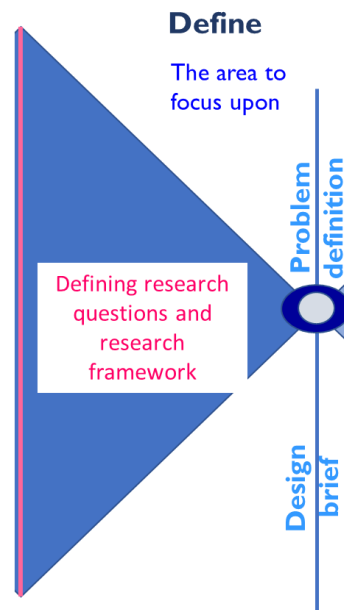 Define
The area to
focus upon
Problem
definition
Defining research
questions and
research
framework
Design
brief